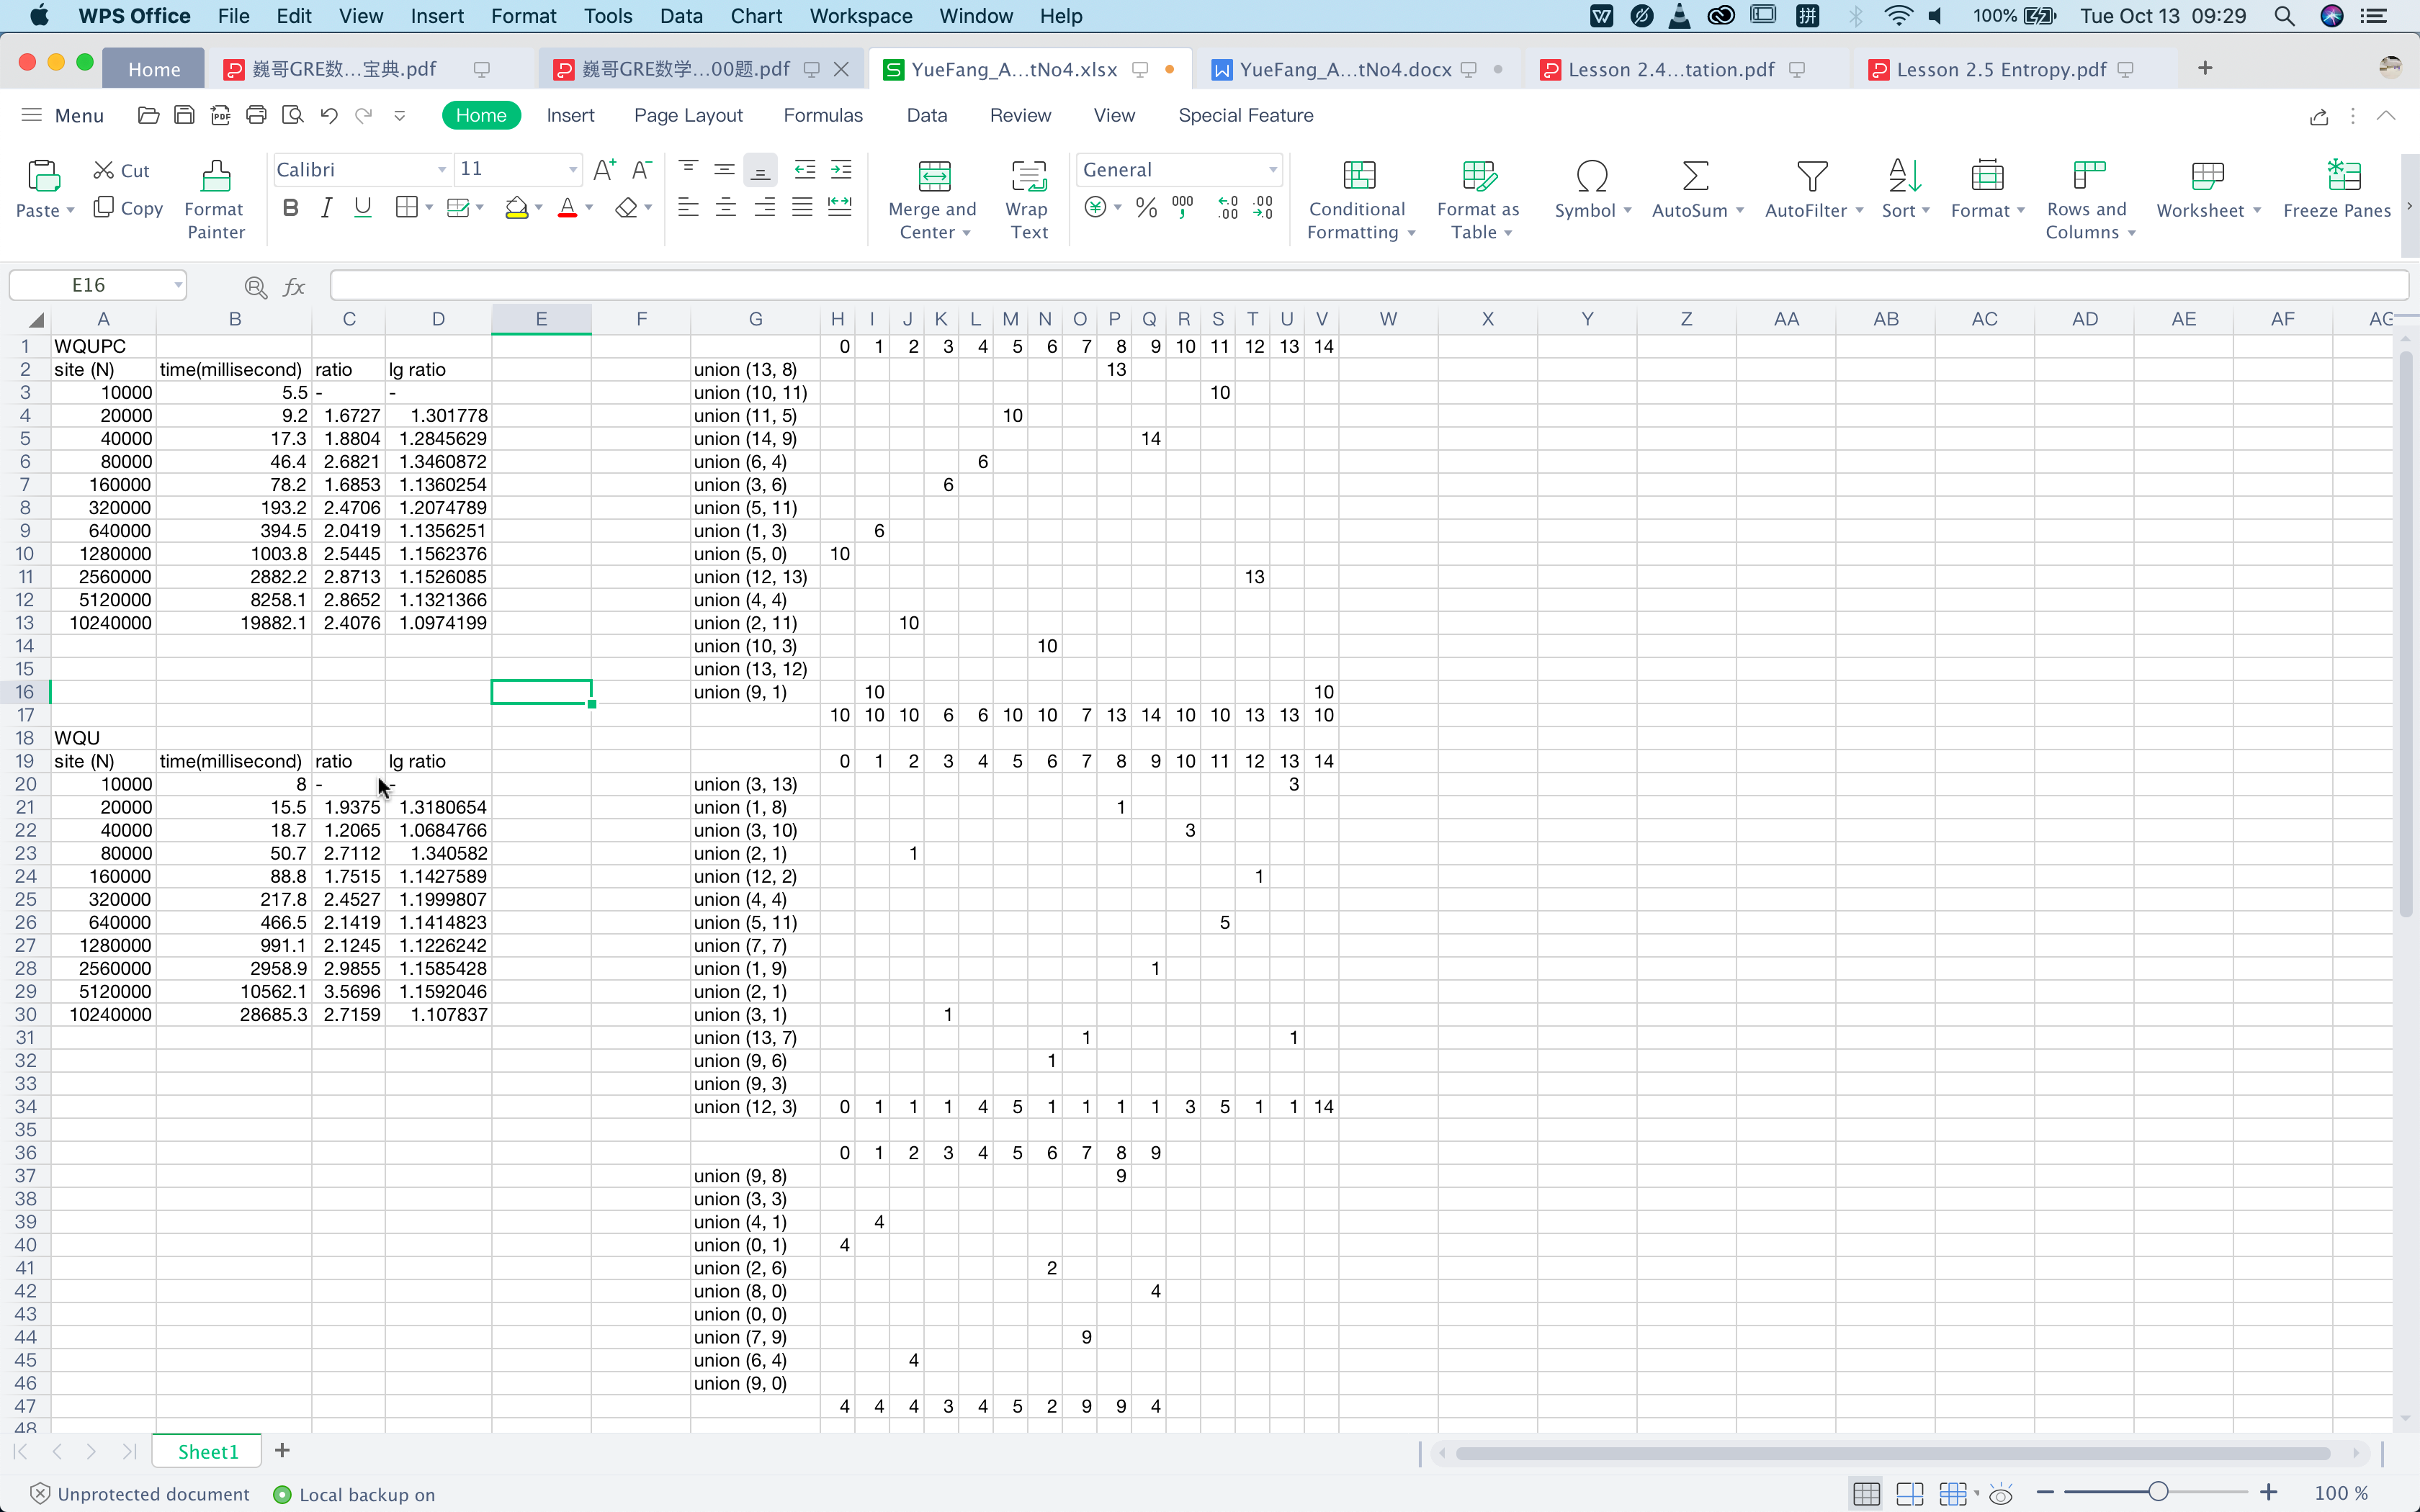 WPS Office File Edit View Insert Format Tools Data Chart Workspace Window Help 100% Tue Oct 13 09:29
Home 巍哥GRE数...宝典.pdf 巍哥GRE数学...00题.pdf YueFang_A...tNo4.xlsx YueFang_A...tNo4.docx Lesson 2.4...tation.pdf Lesson 2.5 Entropy.pdf
Menu Home Insert Page Layout Formulas Data Review View Special Feature
Paste Cut Copy Format Painter Calibri 11 General Merge and Center Wrap Text Conditional Formatting Format as Table Symbol AutoSum AutoFilter Sort Format Rows and Columns Worksheet Freeze Panes
E16 fx
A B C D E F G H I J K L M N O P Q R S T U V W X Y Z AA AB AC AD AE AF AG
1 WQUPC 0 1 2 3 4 5 6 7 8 9 10 11 12 13 14
2 site (N) time(millisecond) ratio lg ratio union (13, 8) 13
3 10000 5.5 - - union (10, 11) 10
4 20000 9.2 1.6727 1.301778 union (11, 5) 10
5 40000 17.3 1.8804 1.2845629 union (14, 9) 14
6 80000 46.4 2.6821 1.3460872 union (6, 4) 6
7 160000 78.2 1.6853 1.1360254 union (3, 6) 6
8 320000 193.2 2.4706 1.2074789 union (5, 11)
9 640000 394.5 2.0419 1.1356251 union (1, 3) 6
10 1280000 1003.8 2.5445 1.1562376 union (5, 0) 10
11 2560000 2882.2 2.8713 1.1526085 union (12, 13) 13
12 5120000 8258.1 2.8652 1.1321366 union (4, 4)
13 10240000 19882.1 2.4076 1.0974199 union (2, 11) 10
14 union (10, 3) 10
15 union (13, 12)
16 union (9, 1) 10 10
17 10 10 10 6 6 10 10 7 13 14 10 10 13 13 10
18 WQU
19 site (N) time(millisecond) ratio lg ratio 0 1 2 3 4 5 6 7 8 9 10 11 12 13 14
20 10000 8 - - union (3, 13) 3
21 20000 15.5 1.9375 1.3180654 union (1, 8) 1
22 40000 18.7 1.2065 1.0684766 union (3, 10) 3
23 80000 50.7 2.7112 1.340582 union (2, 1) 1
24 160000 88.8 1.7515 1.1427589 union (12, 2) 1
25 320000 217.8 2.4527 1.1999807 union (4, 4)
26 640000 466.5 2.1419 1.1414823 union (5, 11) 5
27 1280000 991.1 2.1245 1.1226242 union (7, 7)
28 2560000 2958.9 2.9855 1.1585428 union (1, 9) 1
29 5120000 10562.1 3.5696 1.1592046 union (2, 1)
30 10240000 28685.3 2.7159 1.107837 union (3, 1) 1
31 union (13, 7) 1 1
32 union (9, 6) 1
33 union (9, 3)
34 union (12, 3) 0 1 1 1 4 5 1 1 1 1 3 5 1 1 14
35
36 0 1 2 3 4 5 6 7 8 9
37 union (9, 8) 9
38 union (3, 3)
39 union (4, 1) 4
40 union (0, 1) 4
41 union (2, 6) 2
42 union (8, 0) 4
43 union (0, 0)
44 union (7, 9) 9
45 union (6, 4) 4
46 union (9, 0)
47 4 4 4 3 4 5 2 9 9 4
48
Sheet1
Unprotected document Local backup on 100 %